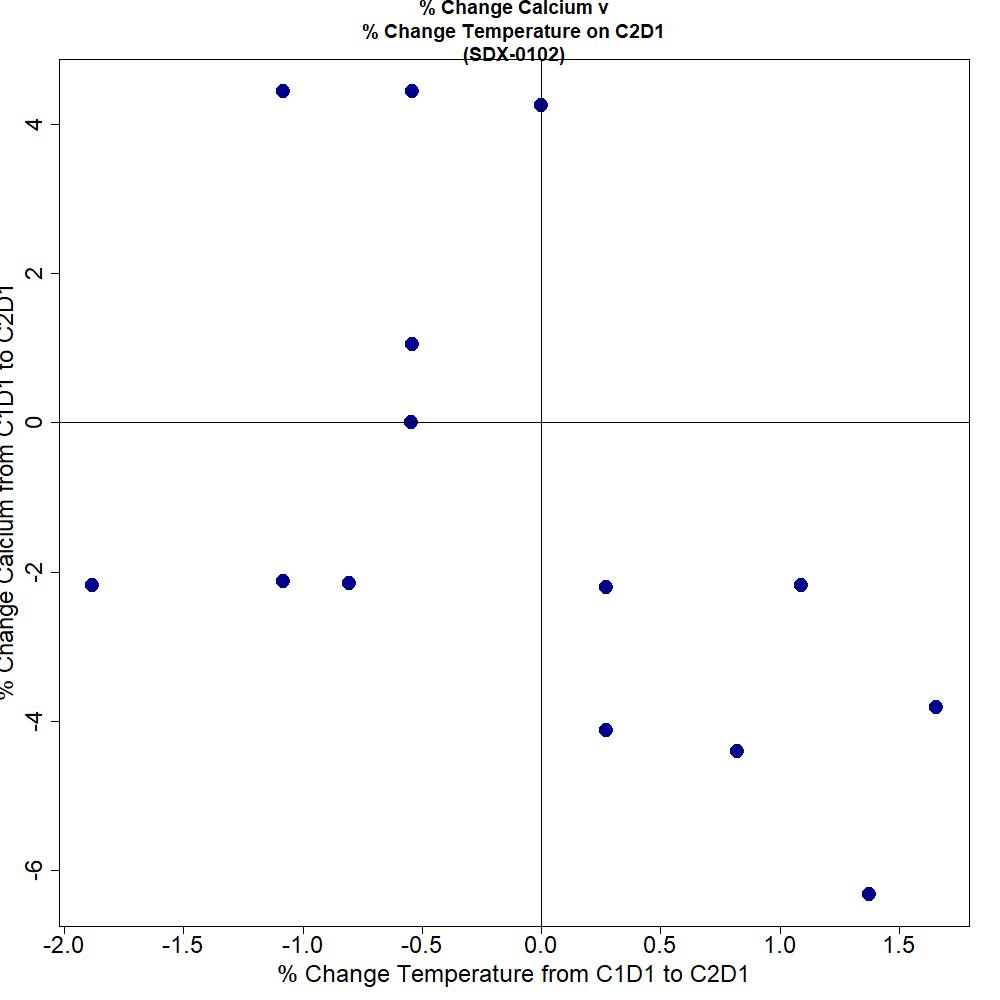 % Change Calcium v
% Change Temperature on C2D1
(SDX-0102)
% Change Calcium from C1D1 to C2D1
4
2
0
-2
-4
-6
-2.0 -1.5 -1.0 -0.5 0.0 0.5 1.0 1.5
% Change Temperature from C1D1 to C2D1